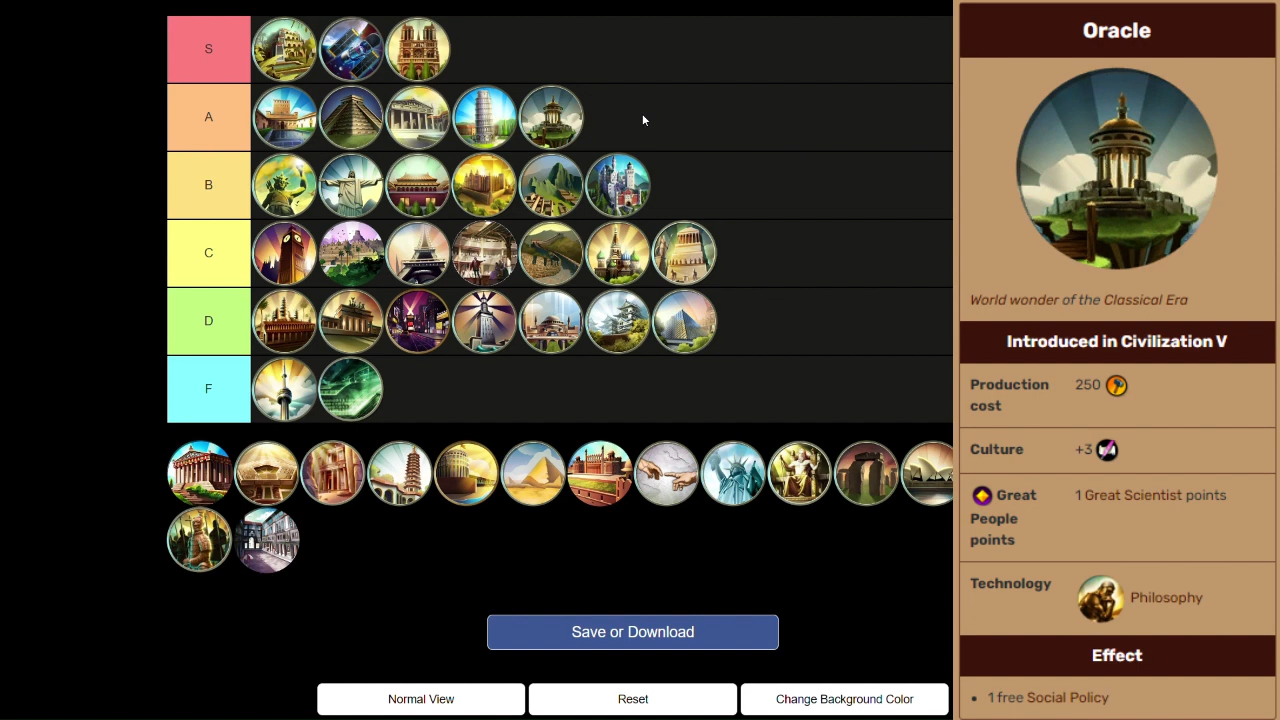 S
A
B
C
D
F
Save or Download
Normal View
Reset
Change Background Color
Oracle
World wonder of the Classical Era
Introduced in Civilization V
Production
cost
250
Culture
+3
Great
People
points
1 Great Scientist points
Technology
Philosophy
Effect
• 1 free Social Policy